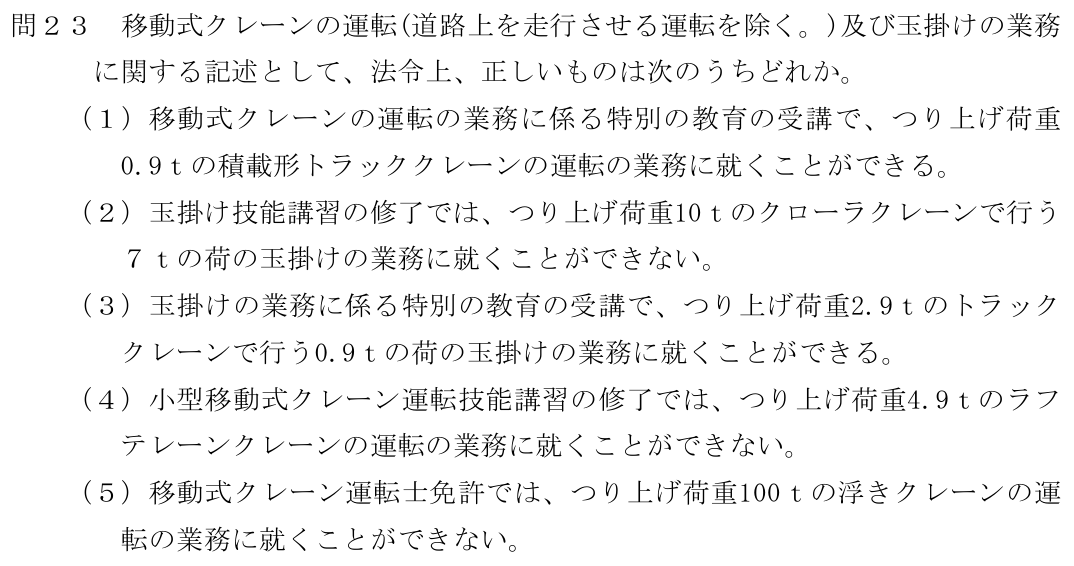 問２３　移動式クレーンの運転(道路上を走行させる運転を除く。)及び玉掛けの業務
に関する記述として、法令上、正しいものは次のうちどれか。
（１）移動式クレーンの運転の業務に係る特別の教育の受講で、つり上げ荷重
0.9ｔの積載形トラッククレーンの運転の業務に就くことができる。
（２）玉掛け技能講習の修了では、つり上げ荷重10ｔのクローラクレーンで行う
７ｔの荷の玉掛けの業務に就くことができない。
（３）玉掛けの業務に係る特別の教育の受講で、つり上げ荷重2.9ｔのトラック
クレーンで行う0.9ｔの荷の玉掛けの業務に就くことができる。
（４）小型移動式クレーン運転技能講習の修了では、つり上げ荷重4.9ｔのラフ
テレーンクレーンの運転の業務に就くことができない。
（５）移動式クレーン運転士免許では、つり上げ荷重100ｔの浮きクレーンの運
転の業務に就くことができない。